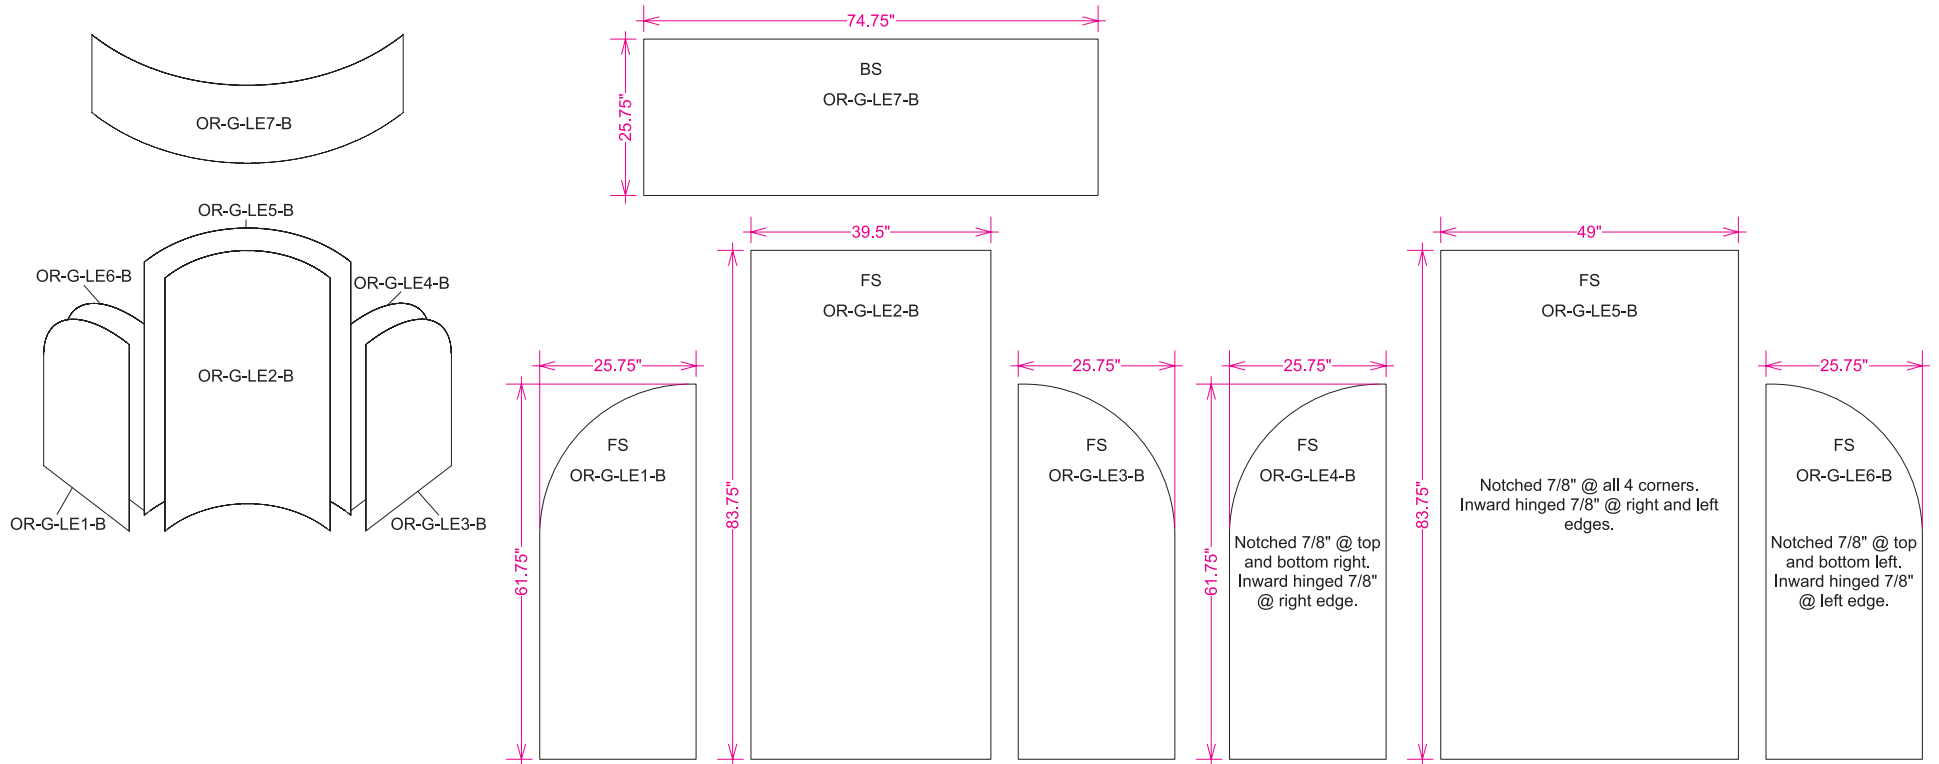 OR-G-LE7-B
OR-G-LE5-B
OR-G-LE6-B
OR-G-LE4-B
OR-G-LE2-B
OR-G-LE1-B
OR-G-LE3-B
74.75"
25.75"
BS
OR-G-LE7-B
39.5"
83.75"
FS
OR-G-LE2-B
25.75"
61.75"
FS
OR-G-LE1-B
25.75"
FS
OR-G-LE3-B
25.75"
61.75"
FS
OR-G-LE4-B
Notched 7/8" @ top
and bottom right.
Inward hinged 7/8"
@ right edge.
49"
83.75"
FS
OR-G-LE5-B
Notched 7/8" @ all 4 corners.
Inward hinged 7/8" @ right and left
edges.
25.75"
FS
OR-G-LE6-B
Notched 7/8" @ top
and bottom left.
Inward hinged 7/8"
@ left edge.